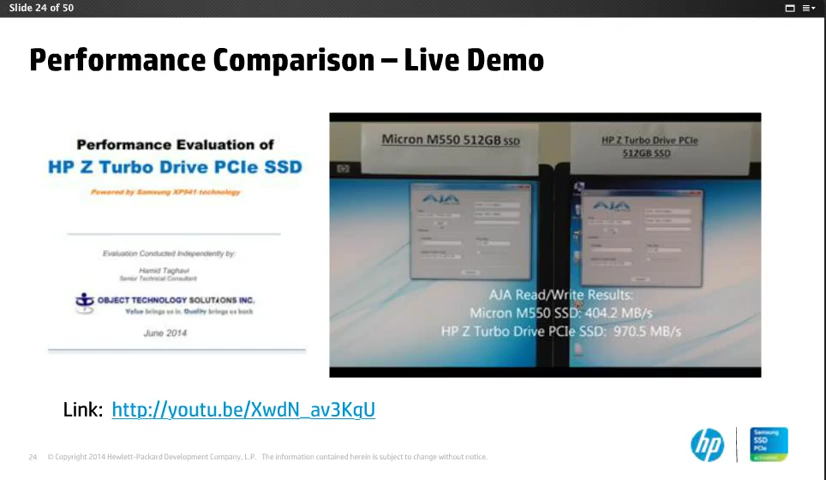 Slide 24 of 50
Performance Comparison – Live Demo
Performance Evaluation of
HP Z Turbo Drive PCIe SSD
Powered by Samsung XP941 technology
Evaluation Conducted Independently by:
Hamid Taghavi
Senior Technical Consultant
OBJECT TECHNOLOGY SOLUTIONS INC.
Value brings us in. Quality brings us back
June 2014
Micron M550 512GB SSD
HP Z Turbo Drive PCIe
512GB SSD
AJA
AJA
AJA Read/Write Results:
Micron M550 SSD: 404.2 MB/s
HP Z Turbo Drive PCIe SSD: 970.5 MB/s
Link: http://youtu.be/XwdN_av3KgU
hp
Samsung
SSD
PCIe
24 © Copyright 2014 Hewlett-Packard Development Company, L.P. The information contained herein is subject to change without notice.